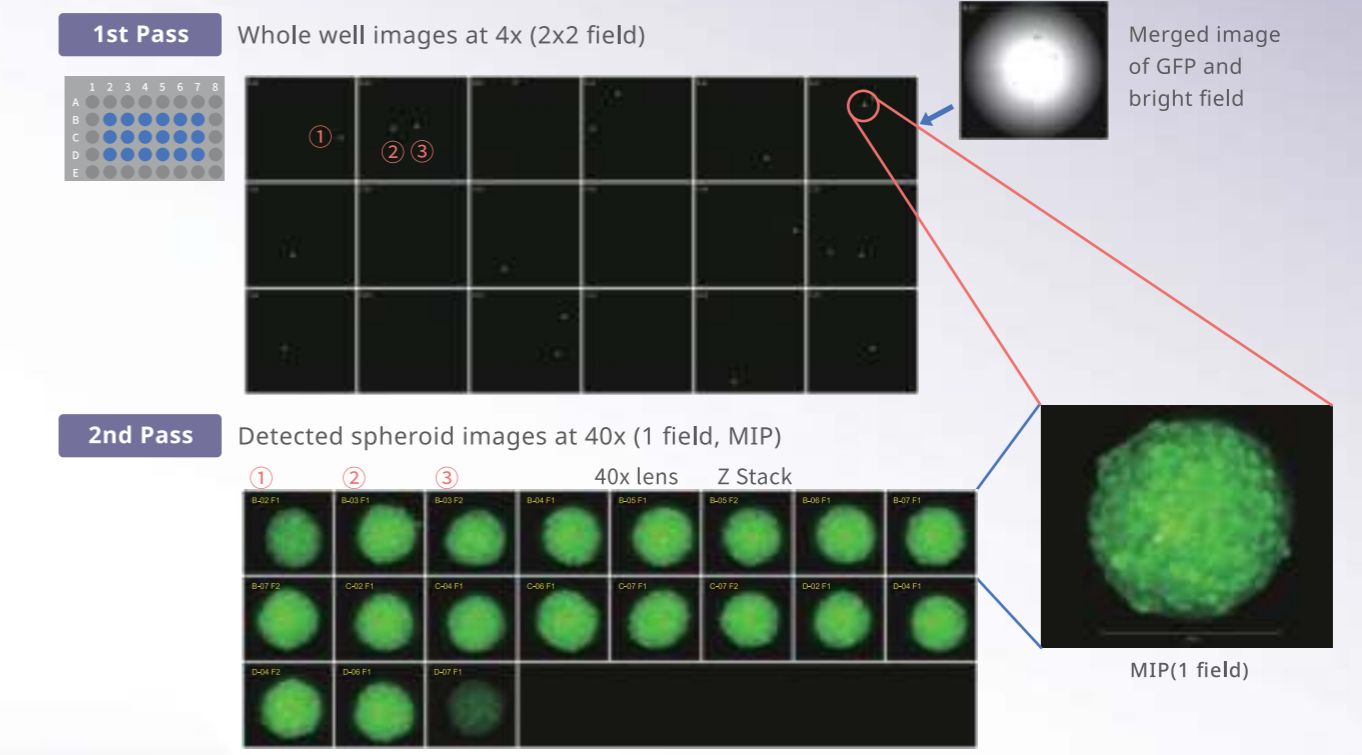 1st Pass
Whole well images at 4x (2x2 field)
Merged image
of GFP and
bright field
1 2 3 4 5 6 7 8
A
B
C
D
E
①
② ③
2nd Pass
Detected spheroid images at 40x (1 field, MIP)
① ② ③ 40x lens Z Stack
B-02 F1 B-03 F1 B-03 F2 B-04 F1 B-05 F1 B-05 F2 B-06 F1 B-07 F1
B-07 F2 C-02 F1 C-04 F1 C-06 F1 C-07 F1 C-07 F2 D-02 F1 D-04 F1
D-04 F2 D-06 F1 D-07 F1
MIP(1 field)